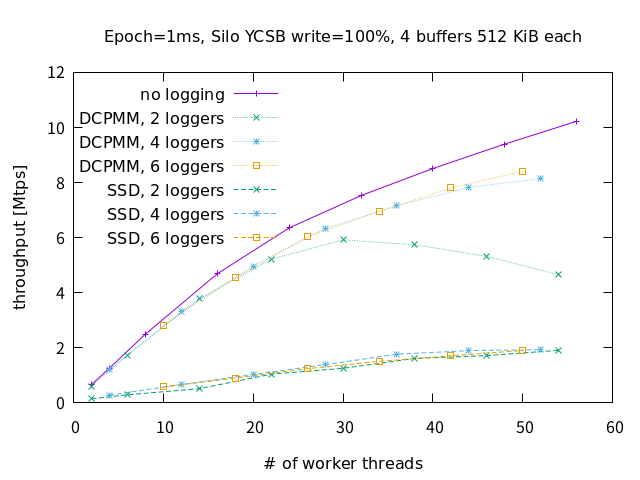 Epoch=1ms, Silo YCSB write=100%, 4 buffers 512 KiB each
12
10
8
6
4
2
0
throughput [Mtps]
no logging
DCPMM, 2 loggers
DCPMM, 4 loggers
DCPMM, 6 loggers
SSD, 2 loggers
SSD, 4 loggers
SSD, 6 loggers
0 10 20 30 40 50 60
# of worker threads